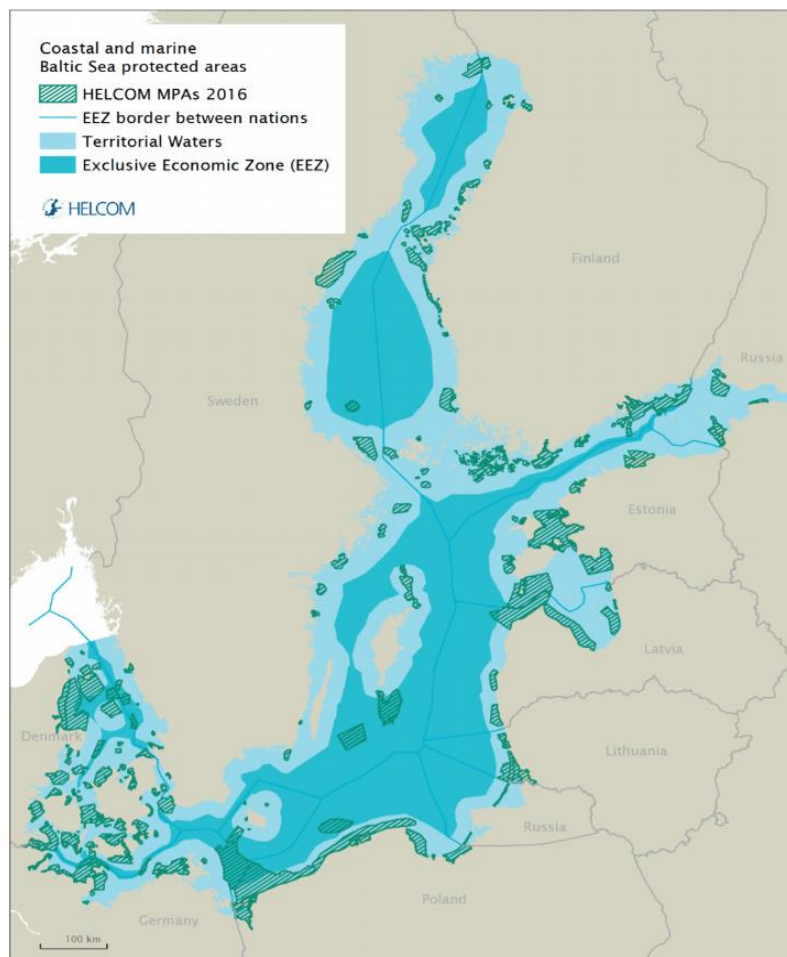 Coastal and marine
Baltic Sea protected areas
HELCOM MPAs 2016
EEZ border between nations
Territorial Waters
Exclusive Economic Zone (EEZ)
HELCOM
Finland
Russia
Sweden
Estonia
Latvia
Denmark
Lithuania
Russia
Poland
Germany
100 km